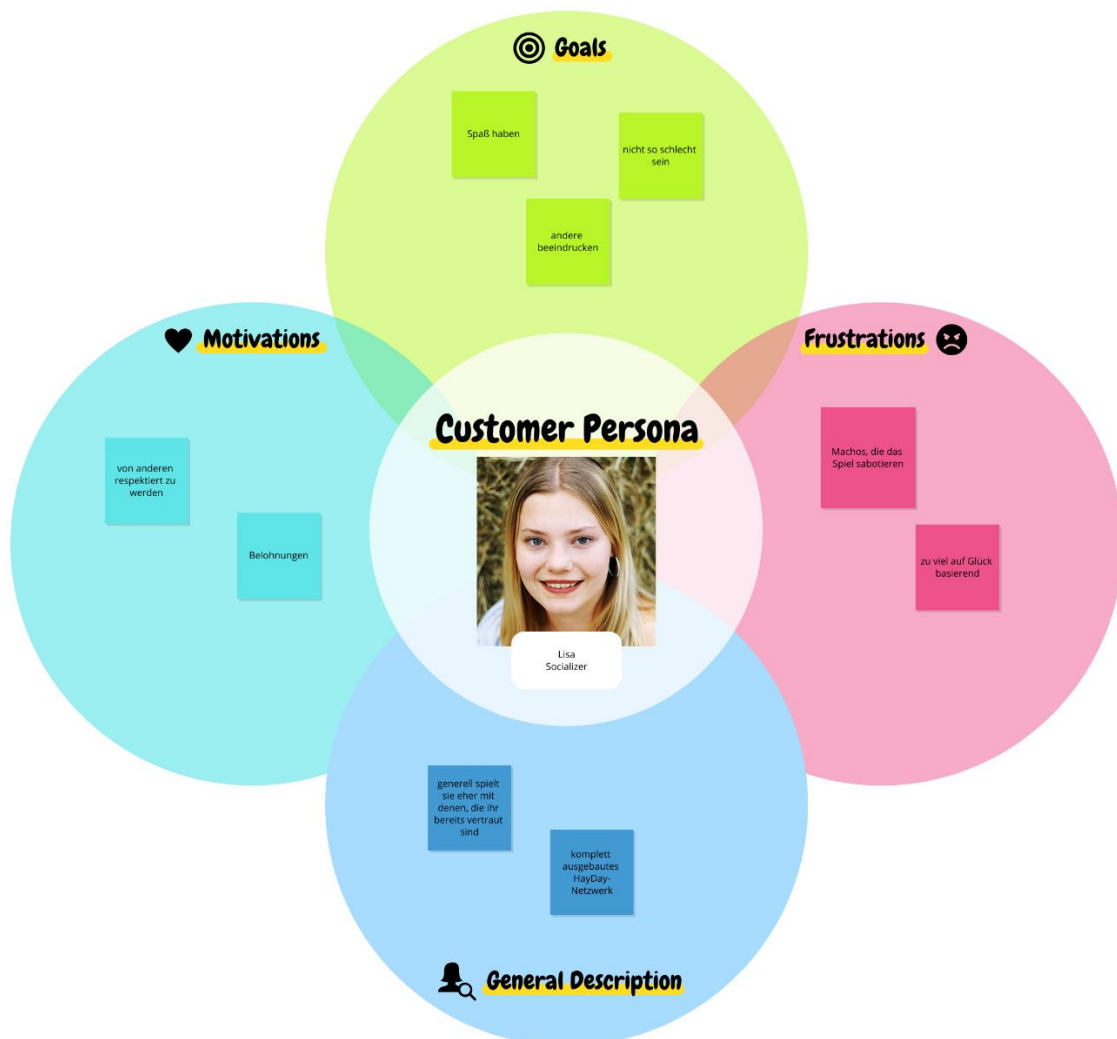 Goals
Spaß haben
nicht so schlecht
sein
andere
beeindrucken
Motivations
von anderen
respektiert zu
werden
Belohnungen
Frustrations
Machos, die das
Spiel sabotieren
zu viel auf Glück
basierend
Customer Persona
Lisa
Socializer
generell spielt
sie eher mit
denen, die ihr
bereits vertraut
sind
komplett
ausgebautes
HayDay-
Netzwerk
General Description